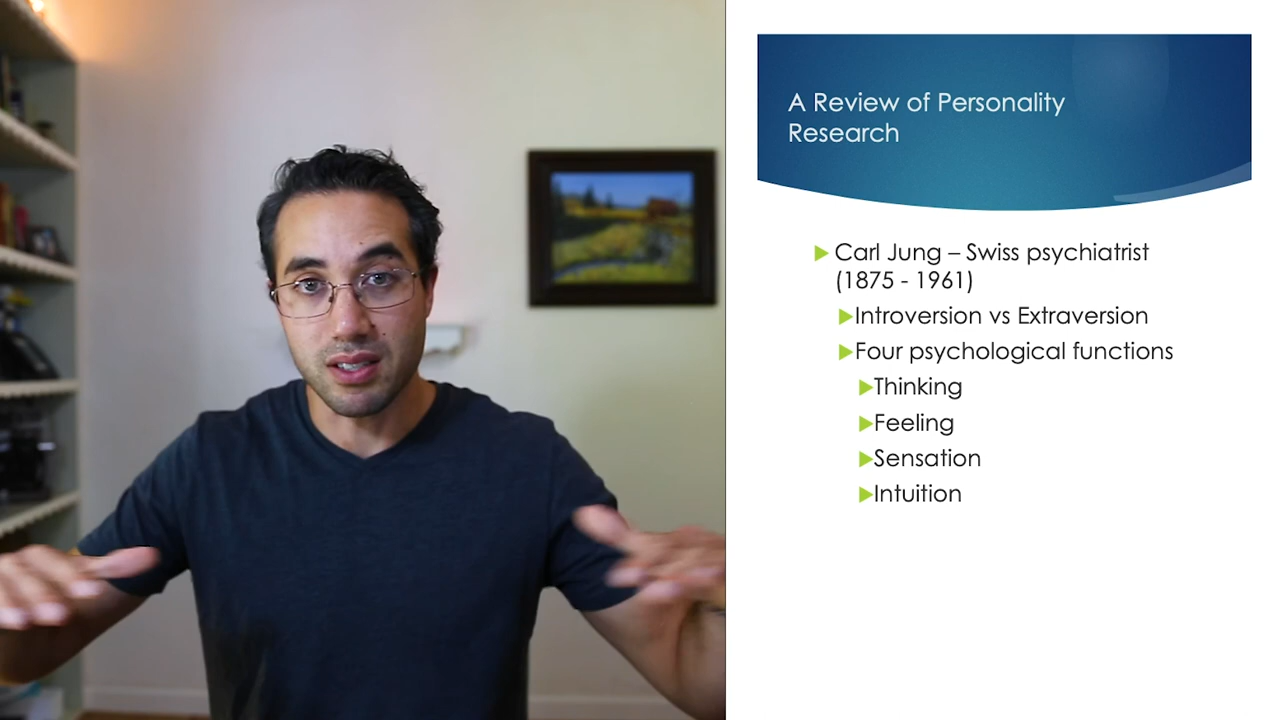 A Review of Personality
Research
Carl Jung – Swiss psychiatrist
(1875 - 1961)
Introversion vs Extraversion
Four psychological functions
Thinking
Feeling
Sensation
Intuition